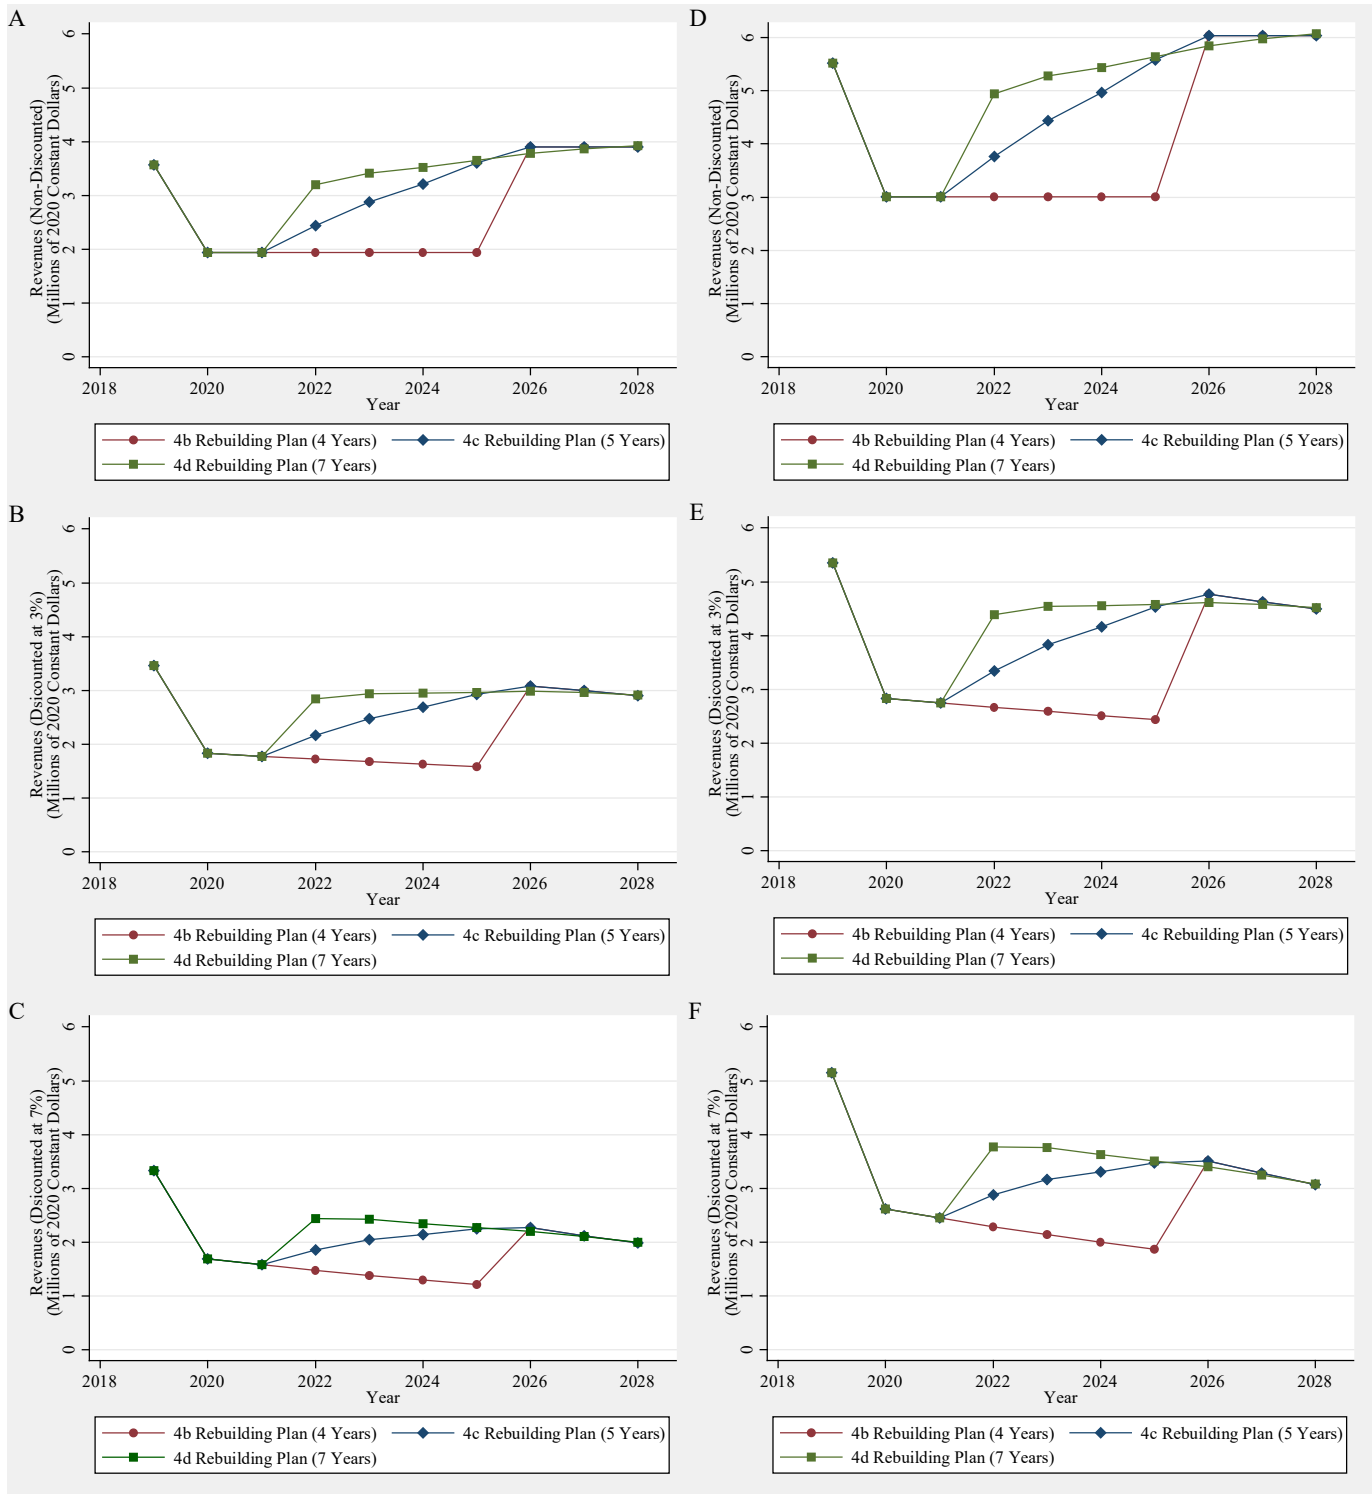 A
Revenues (Non-Discounted)
(Millions of 2020 Constant Dollars)
6
5
4
3
2
1
0
2018 2020 2022 2024 2026 2028
Year
4b Rebuilding Plan (4 Years) 4c Rebuilding Plan (5 Years)
4d Rebuilding Plan (7 Years)
D
Revenues (Non-Discounted)
(Millions of 2020 Constant Dollars)
6
5
4
3
2
1
0
2018 2020 2022 2024 2026 2028
Year
4b Rebuilding Plan (4 Years) 4c Rebuilding Plan (5 Years)
4d Rebuilding Plan (7 Years)
B
Revenues (Dsicounted at 3%)
(Millions of 2020 Constant Dollars)
6
5
4
3
2
1
0
2018 2020 2022 2024 2026 2028
Year
4b Rebuilding Plan (4 Years) 4c Rebuilding Plan (5 Years)
4d Rebuilding Plan (7 Years)
E
Revenues (Dsicounted at 3%)
(Millions of 2020 Constant Dollars)
6
5
4
3
2
1
0
2018 2020 2022 2024 2026 2028
Year
4b Rebuilding Plan (4 Years) 4c Rebuilding Plan (5 Years)
4d Rebuilding Plan (7 Years)
C
Revenues (Dsicounted at 7%)
(Millions of 2020 Constant Dollars)
6
5
4
3
2
1
0
2018 2020 2022 2024 2026 2028
Year
4b Rebuilding Plan (4 Years) 4c Rebuilding Plan (5 Years)
4d Rebuilding Plan (7 Years)
F
Revenues (Dsicounted at 7%)
(Millions of 2020 Constant Dollars)
6
5
4
3
2
1
0
2018 2020 2022 2024 2026 2028
Year
4b Rebuilding Plan (4 Years) 4c Rebuilding Plan (5 Years)
4d Rebuilding Plan (7 Years)